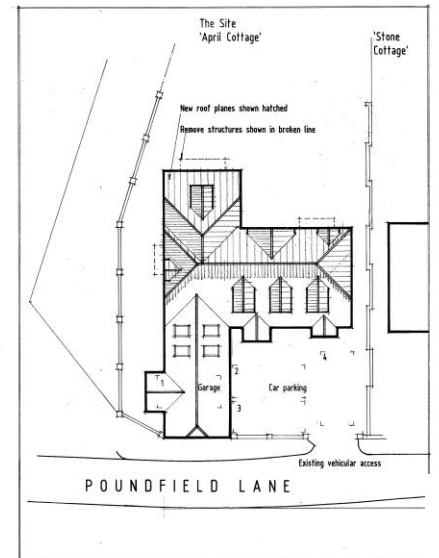 The Site
'April Cottage'
'Stone
Cottage'
New roof planes shown hatched
Remove structures shown in broken line
1
Garage
2
3
Car parking
4
Existing vehicular access
POUNDFIELD LANE